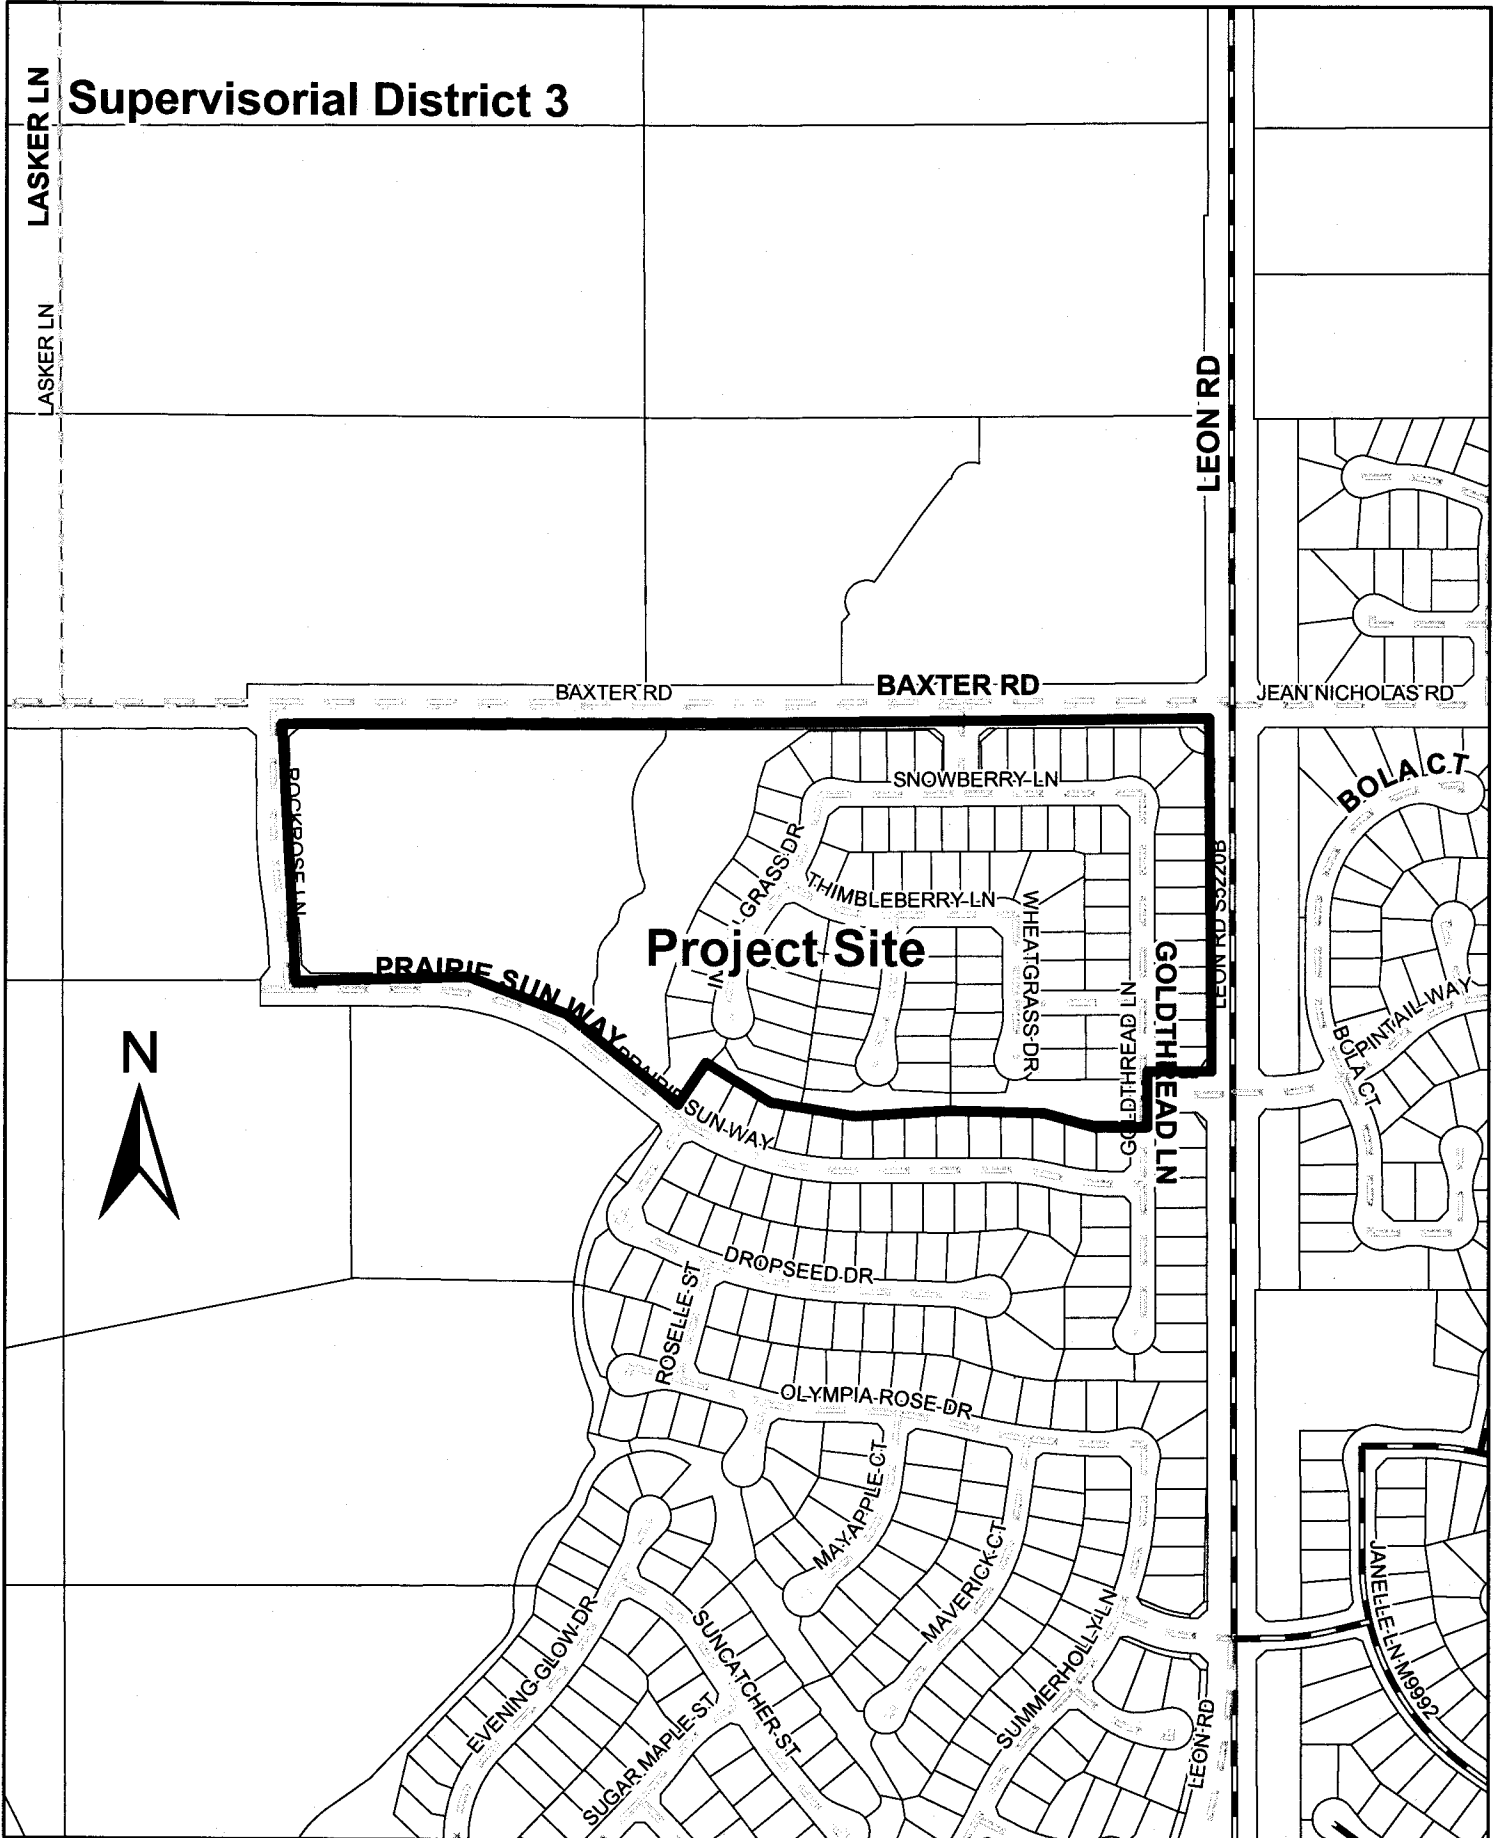 LASKER LN
Supervisorial District 3
LASKER LN
LEON RD
BAXTER RD
BAXTER RD
JEAN NICHOLAS RD
BOLA CT
ROCKROSE LN
SNOWBERRY LN
GRASS DR
THIMBLEBERRY LN
WHEATGRASS DR
LEON RD S5220B
Project Site
PRAIRIE SUN WAY
GOLDTHREAD LN
GOLDTHREAD LN
PINTAIL WAY
BOLA CT
N
PRAIRIE SUN WAY
DROPSEED DR
ROSELLE ST
OLYMPIA ROSE DR
MAY APPLE CT
MAVERICK CT
SUMMERHOLLY LN
JANELLE LN M9992
EVENING GLOW DR
SUNCATCHER ST
SUGAR MAPLE ST
LEON RD